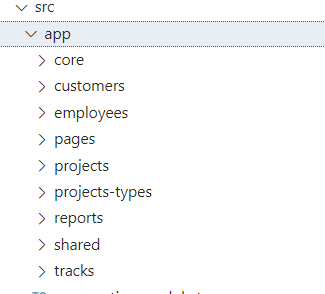 src
app
core
customers
employees
pages
projects
projects-types
reports
shared
tracks